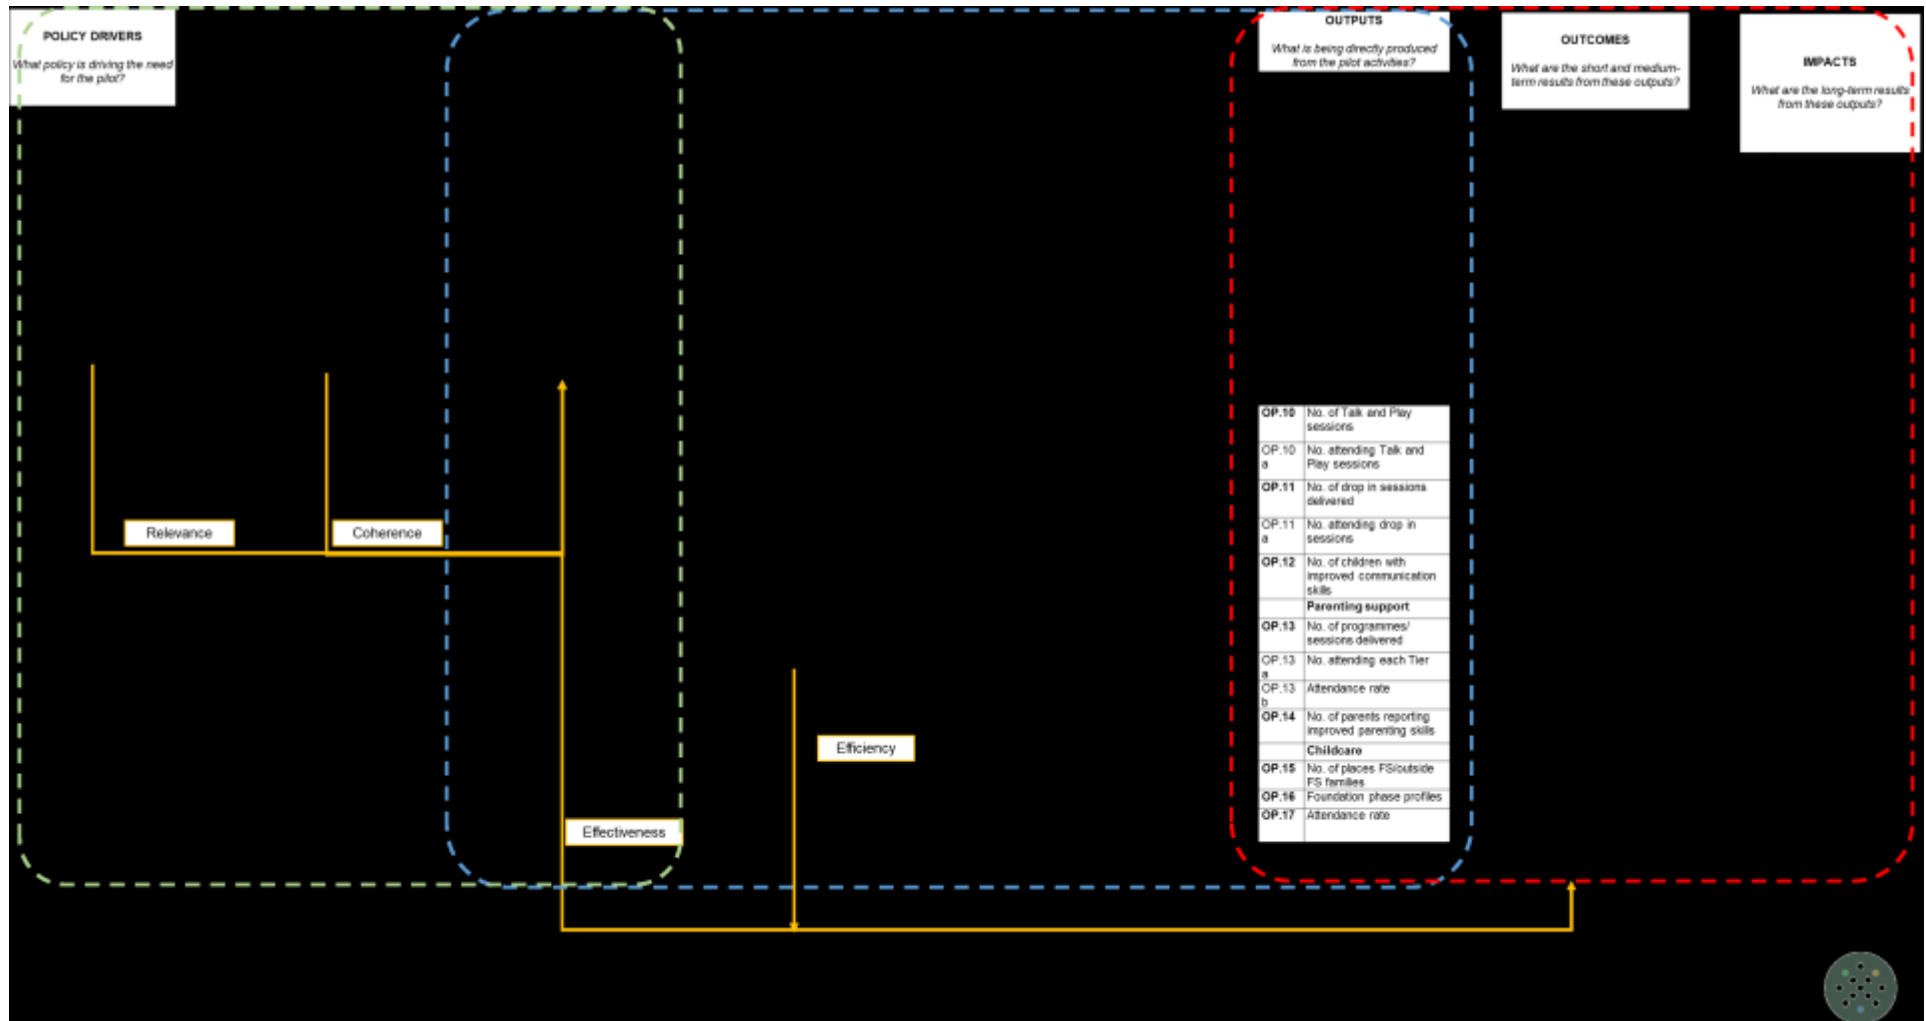 POLICY DRIVERS
What policy is driving the need
for the pilot?
OUTPUTS
What is being directly produced
from the pilot activities?
OUTCOMES
What are the short and medium-
term results from these outputs?
IMPACTS
What are the long-term results
from these outputs?
Relevance
Coherence
Effectiveness
Efficiency
OP.10 No. of Talk and Play
sessions
OP.10 No. attending Talk and
a Play sessions
OP.11 No. of drop in sessions
delivered
OP.11 No. attending drop in
a sessions
OP.12 No. of children with
improved communication
skills
Parenting support
OP.13 No. of programmes/
sessions delivered
OP.13 No. attending each Tier
a
OP.13 Attendance rate
b
OP.14 No. of parents reporting
improved parenting skills
Childcare
OP.15 No. of places FS/outside
FS families
OP.16 Foundation phase profiles
OP.17 Attendance rate